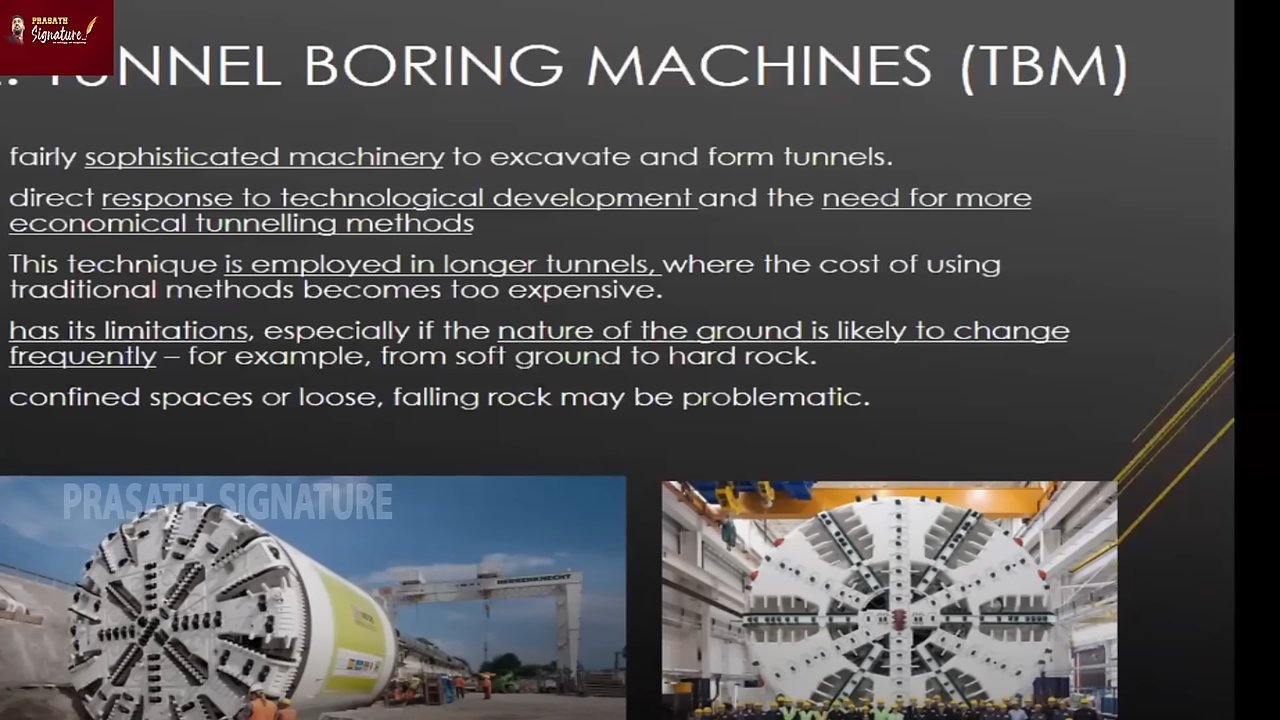 PRASATH
Signature
TUNNEL BORING MACHINES (TBM)
fairly sophisticated machinery to excavate and form tunnels.
direct response to technological development and the need for more
economical tunnelling methods
This technique is employed in longer tunnels, where the cost of using
traditional methods becomes too expensive.
has its limitations, especially if the nature of the ground is likely to change
frequently – for example, from soft ground to hard rock.
confined spaces or loose, falling rock may be problematic.
PRASATH SIGNATURE
HERRENKNECHT